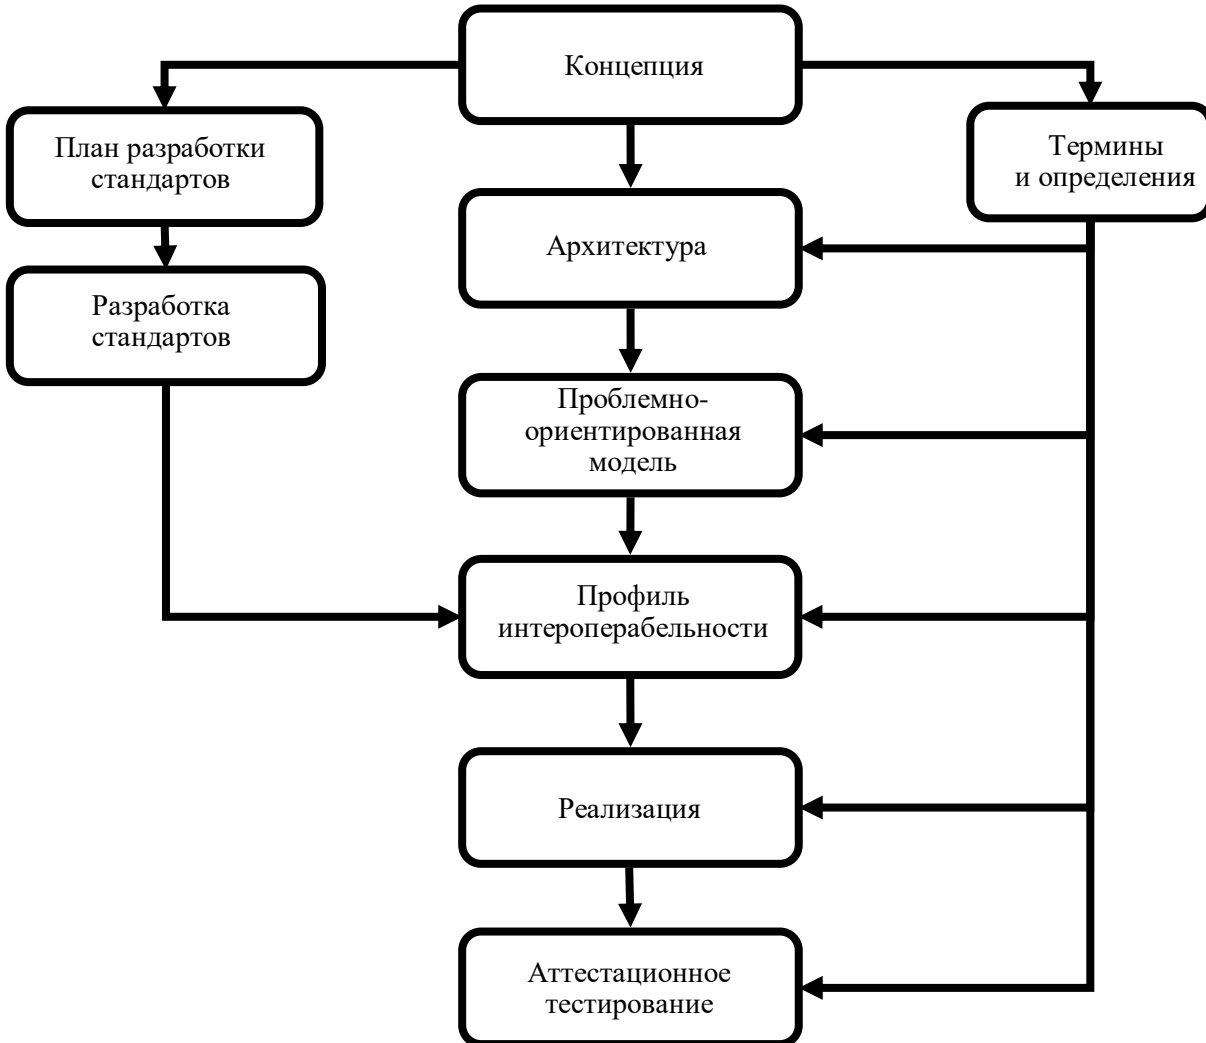 Концепция
План разработки
стандартов
Термины
и определения
Архитектура
Разработка
стандартов
Проблемно-
ориентированная
модель
Профиль
интероперабельности
Реализация
Аттестационное
тестирование